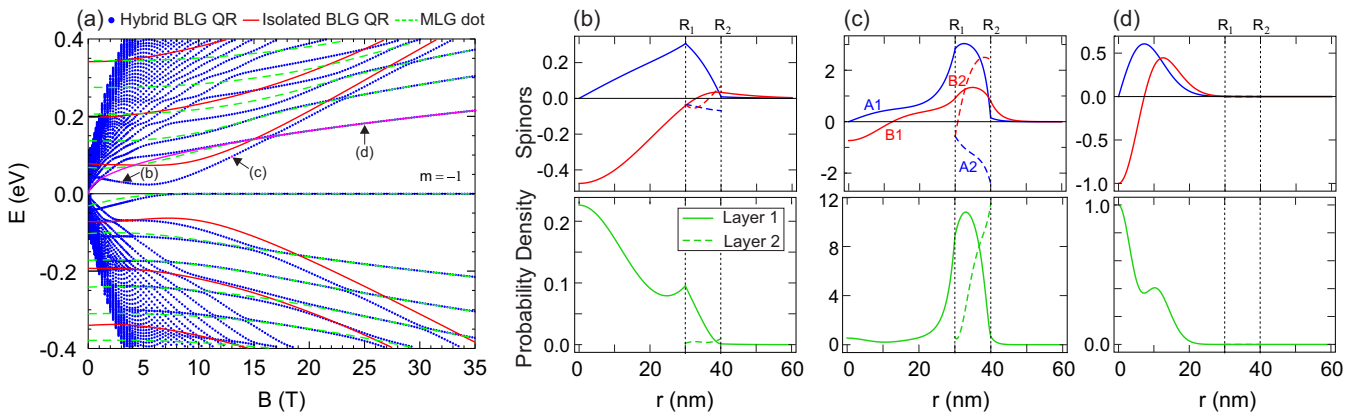 (a) Hybrid BLG QR Isolated BLG QR MLG dot
0.4
0.2
0.0
-0.2
-0.4
E (eV)
(b)
(c)
(d)
m = −1
0 5 10 15 20 25 30 35
B (T)
(b) R1 R2
0.2
0.0
-0.2
-0.4
Spinors
0.2
0.1
0.0
Probability Density
Layer 1
Layer 2
0 20 40 60
r (nm)
(c) R1 R2
2
0
-2
A1
B1
B2
A2
12
8
4
0
0 20 40 60
r (nm)
(d) R1 R2
0.5
0.0
-0.5
-1.0
1.0
0.5
0.0
0 20 40 60
r (nm)